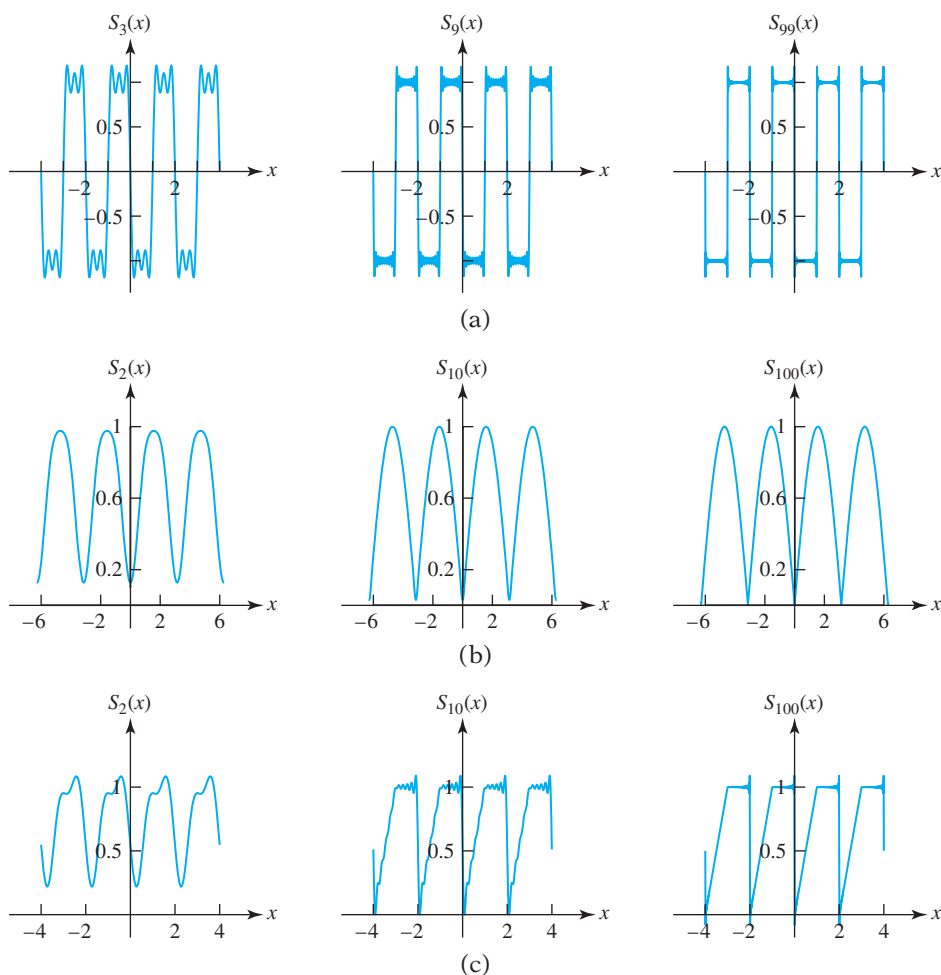 S₃(x) S₉(x) S₉₉(x)
0.5 0.5 0.5
x x x
−2 2 −2 2 −2 2
−0.5 −0.5 −0.5
(a)
S₂(x) S₁₀(x) S₁₀₀(x)
1 1 1
0.6 0.6 0.6
0.2 0.2 0.2
x x x
−6 −2 2 6 −6 −2 2 6 −6 −2 2 6
(b)
S₂(x) S₁₀(x) S₁₀₀(x)
1 1 1
0.5 0.5 0.5
x x x
−4 −2 2 4 −4 −2 2 4 −4 −2 2 4
(c)